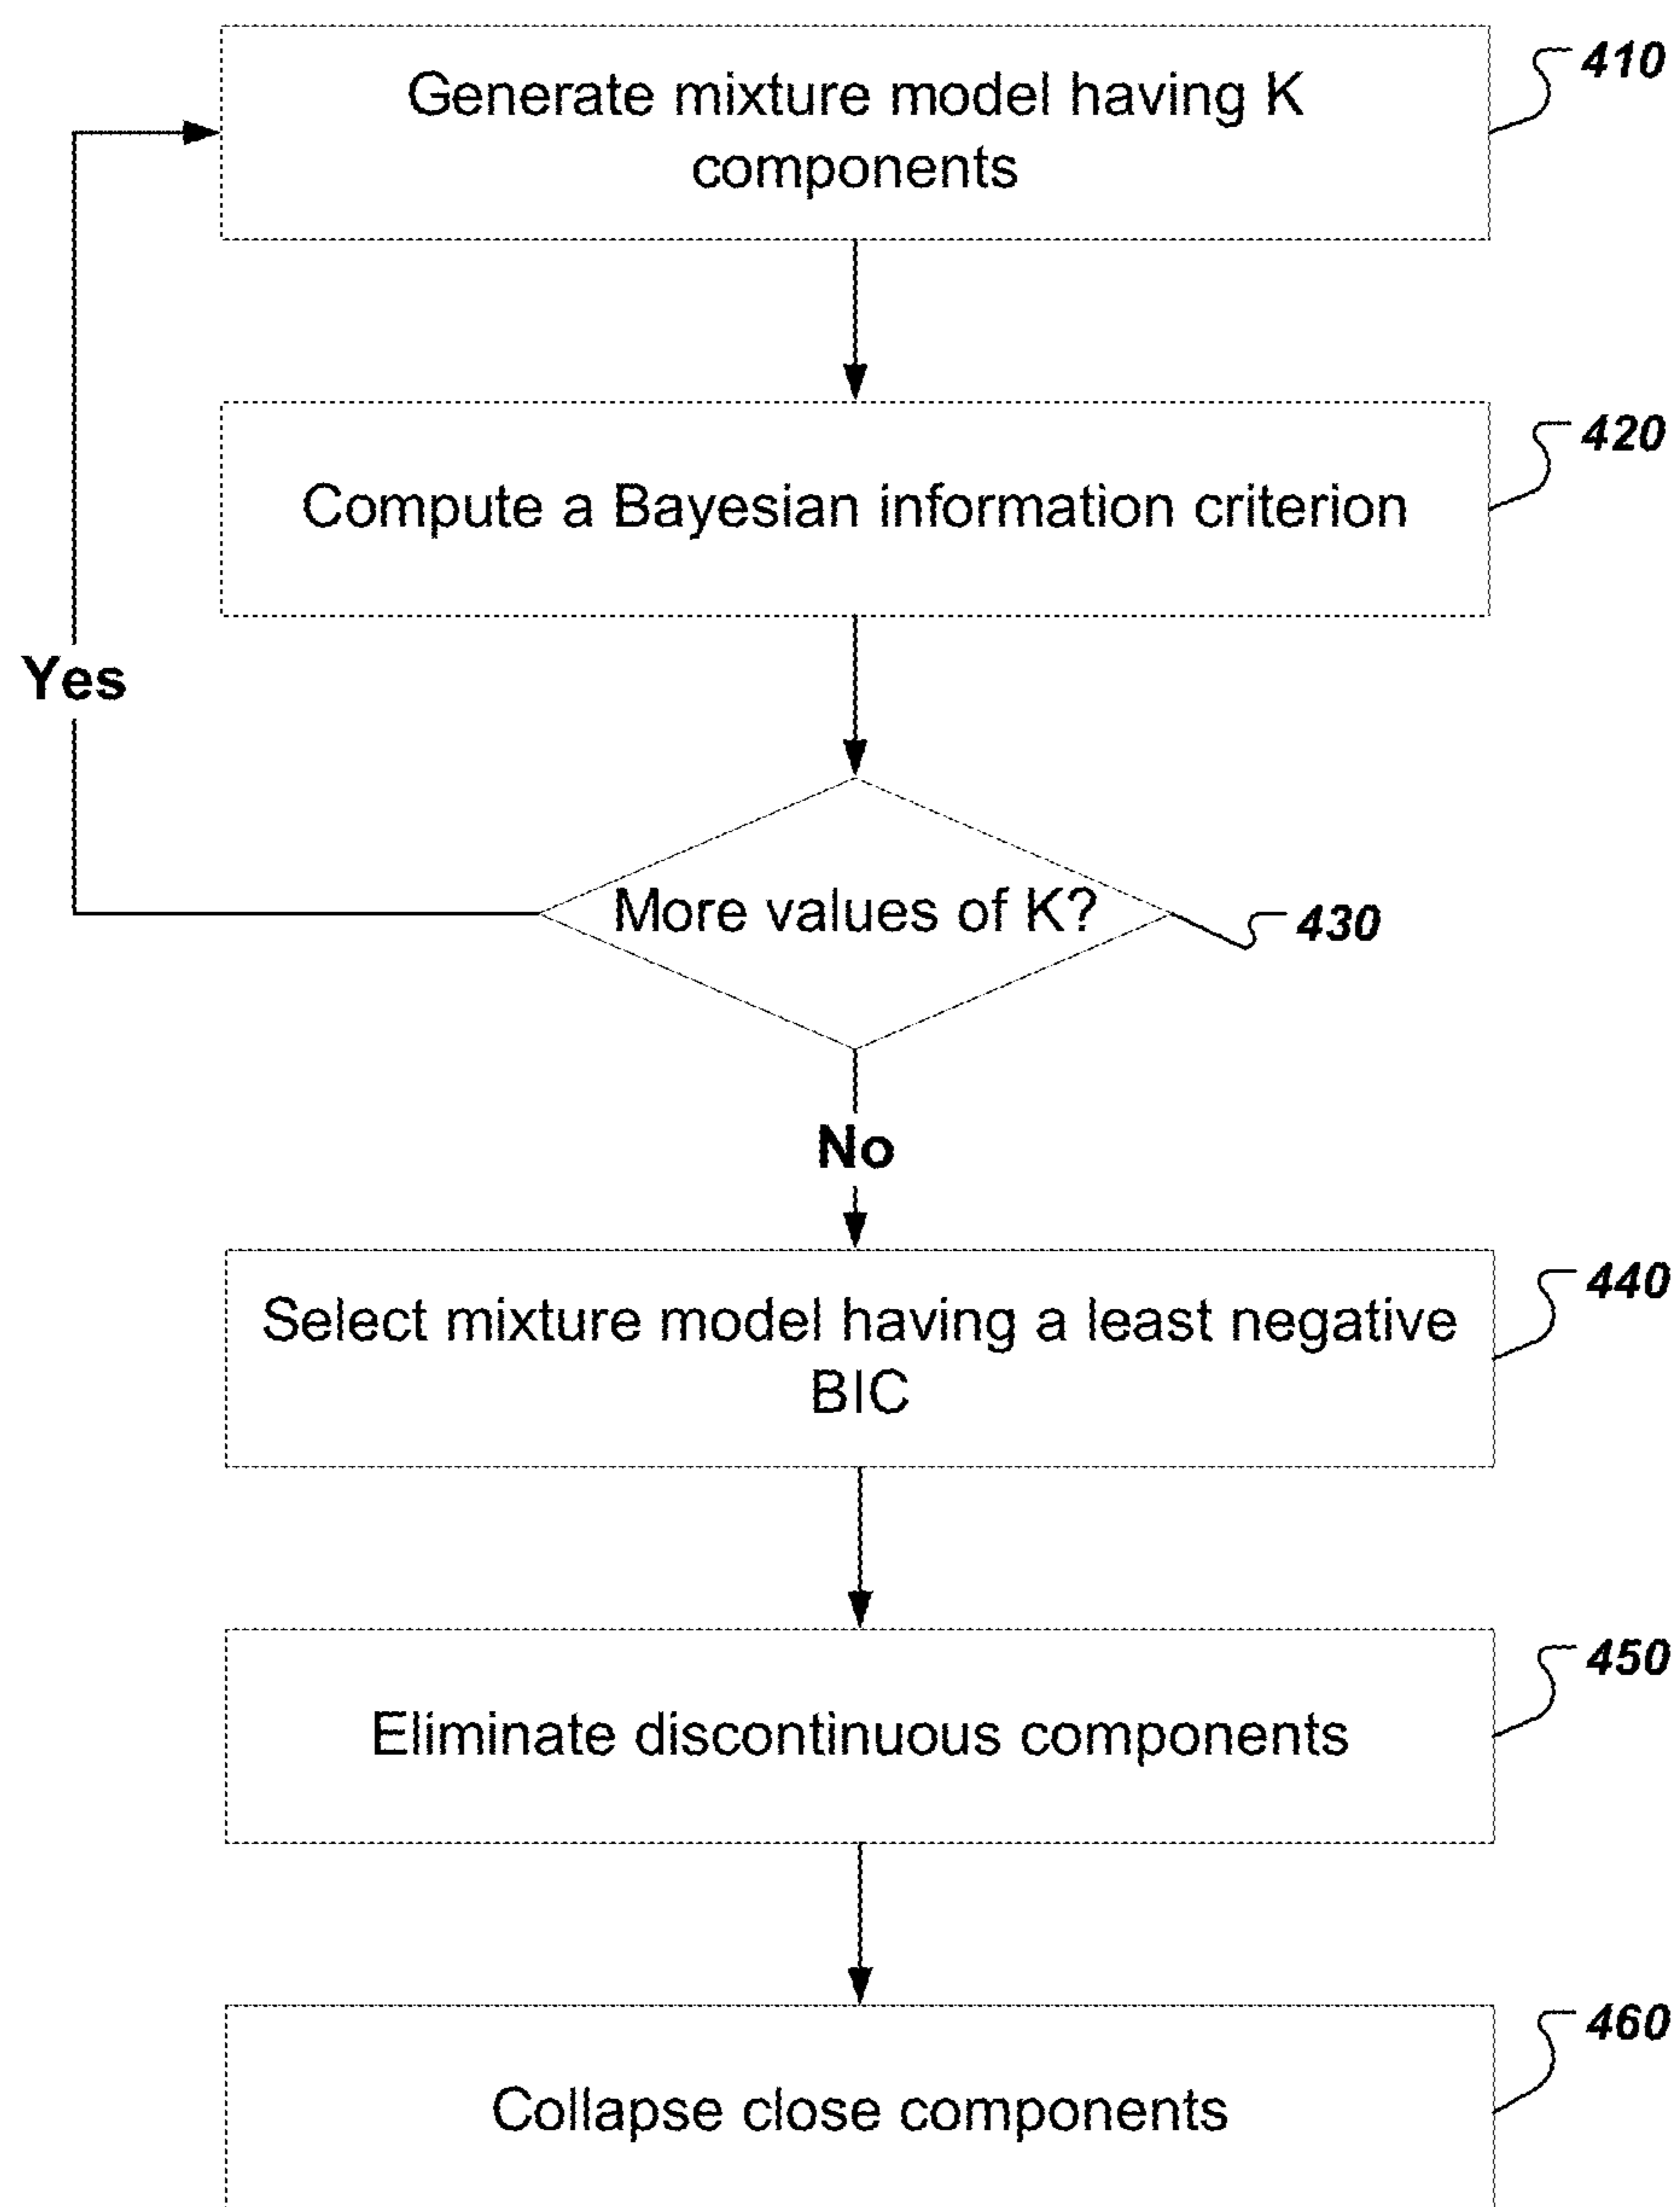 Generate mixture model having K
components
410
Compute a Bayesian information criterion
420
Yes
More values of K?
430
No
Select mixture model having a least negative
BIC
440
Eliminate discontinuous components
450
Collapse close components
460